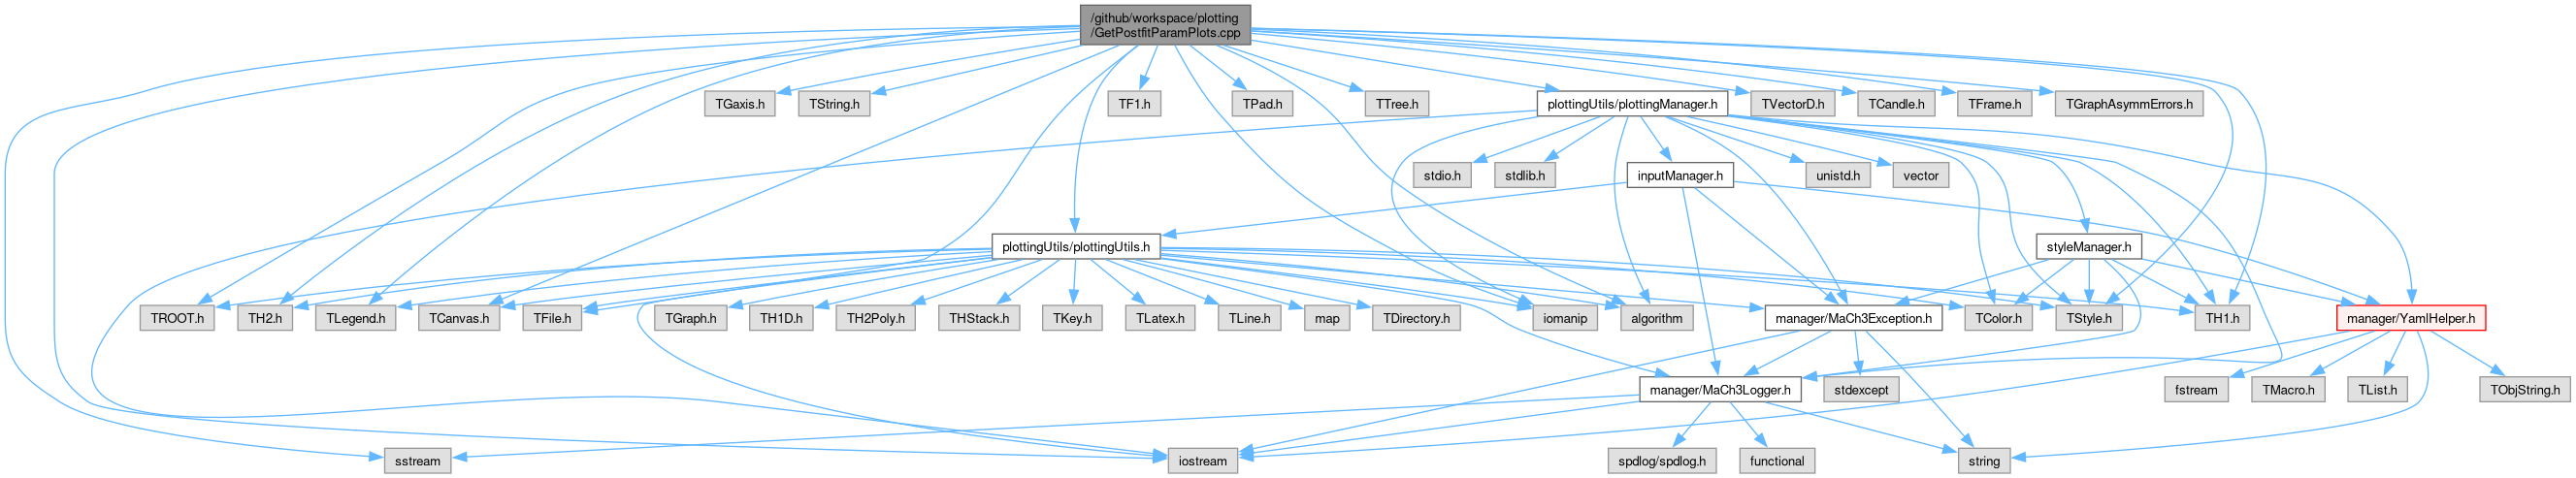 /github/workspace/plotting
/GetPostfitParamPlots.cpp
TGaxis.h
TString.h
TF1.h
TPad.h
TTree.h
plottingUtils/plottingManager.h
TVectorD.h
TCandle.h
TFrame.h
TGraphAsymmErrors.h
stdio.h
stdlib.h
inputManager.h
unistd.h
vector
plottingUtils/plottingUtils.h
styleManager.h
TROOT.h
TH2.h
TLegend.h
TCanvas.h
TFile.h
TGraph.h
TH1D.h
TH2Poly.h
THStack.h
TKey.h
TLatex.h
TLine.h
map
TDirectory.h
iomanip
algorithm
manager/MaCh3Exception.h
TColor.h
TStyle.h
TH1.h
manager/YamlHelper.h
manager/MaCh3Logger.h
stdexcept
fstream
TMacro.h
TList.h
TObjString.h
sstream
iostream
spdlog/spdlog.h
functional
string